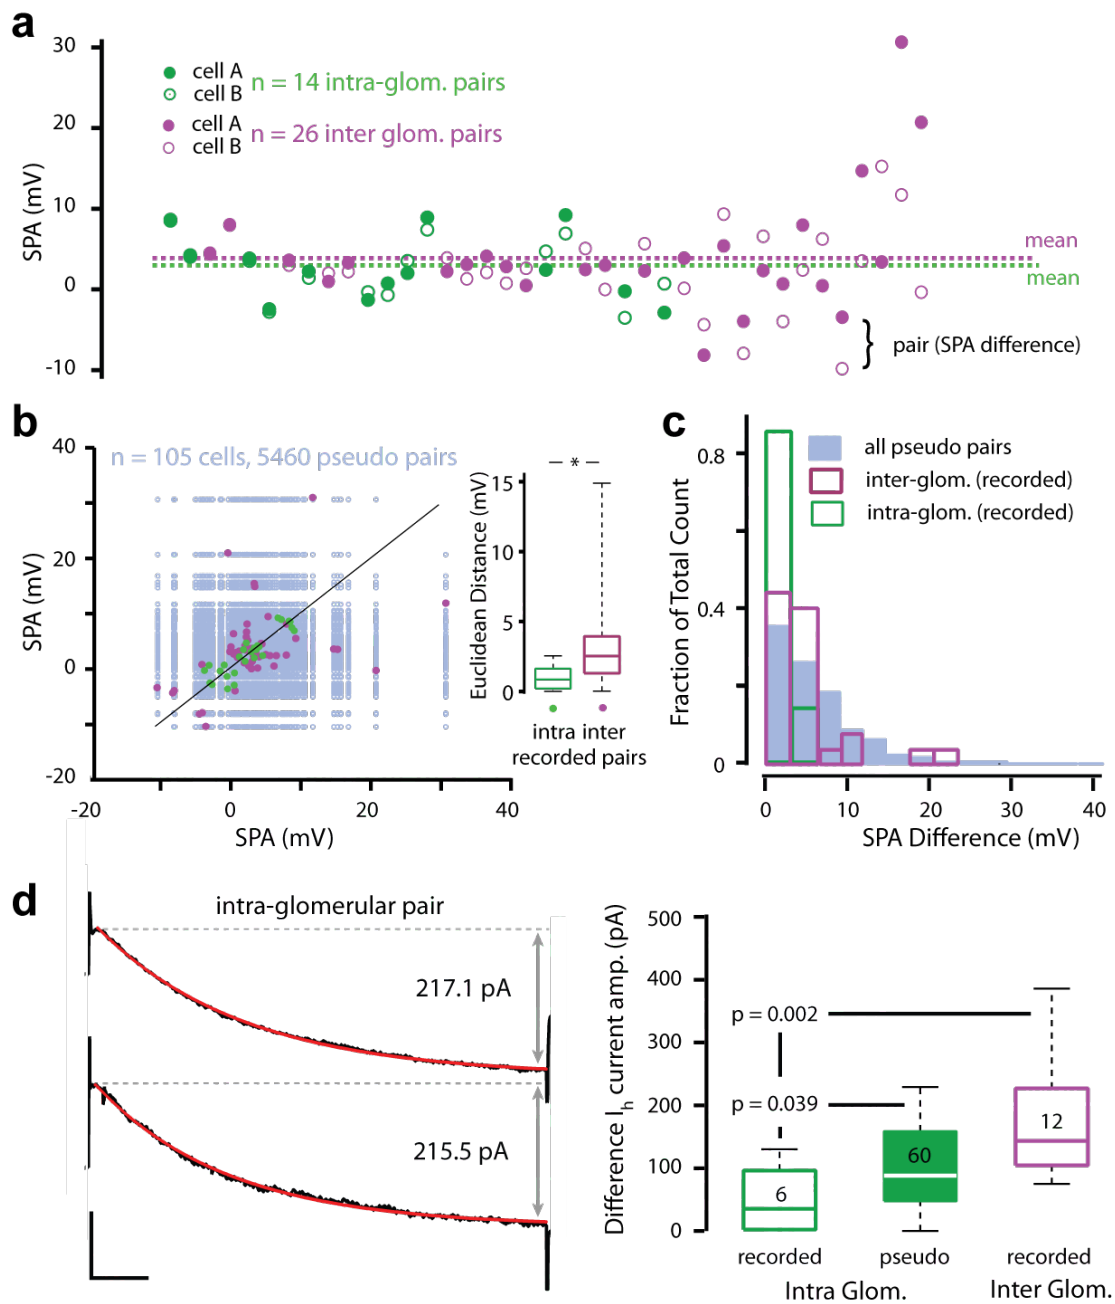 a
30
20
10
0
-10
SPA (mV)
cell A
cell B
n = 14 intra-glom. pairs
cell A
cell B
n = 26 inter glom. pairs
mean
mean
pair (SPA difference)
b
40
20
0
-20
SPA (mV)
n = 105 cells, 5460 pseudo pairs
-20
0
20
40
SPA (mV)
*
15
10
5
0
Euclidean Distance (mV)
intra inter
recorded pairs
c
0.8
0.4
0
Fraction of Total Count
all pseudo pairs
inter-glom. (recorded)
intra-glom. (recorded)
0
10
20
30
40
SPA Difference (mV)
d
intra-glomerular pair
217.1 pA
215.5 pA
500
400
300
200
100
0
Difference Ih current amp. (pA)
p = 0.002
p = 0.039
6
60
12
recorded
pseudo
recorded
Intra Glom.
Inter Glom.